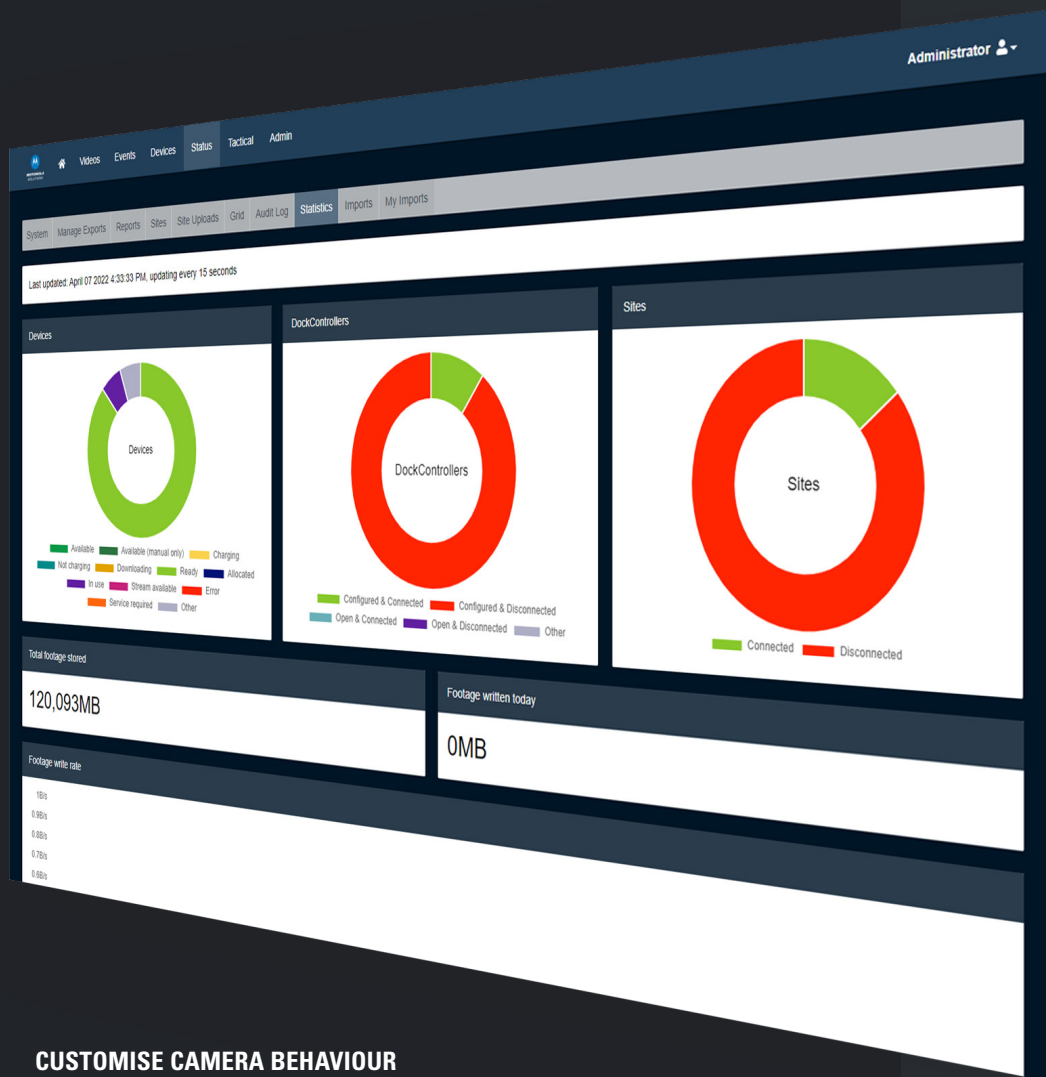 Administrator
MOTOROLA
Videos Events Devices Status Tactical Admin
System Manage Exports Reports Sites Site Uploads Grid Audit Log Statistics Imports My Imports
Last updated: April 07 2022 4:33:33 PM, updating every 15 seconds
Devices
DockControllers
Sites
Devices
DockControllers
Sites
Available Available (manual only) Charging
Not charging Downloading Ready Allocated
In use Stream available Error
Service required Other
Configured & Connected Configured & Disconnected
Open & Connected Open & Disconnected Other
Connected Disconnected
Total footage stored
120,093MB
Footage written today
0MB
Footage write rate
1B/s
0.9B/s
0.8B/s
0.7B/s
0.6B/s
CUSTOMISE CAMERA BEHAVIOUR